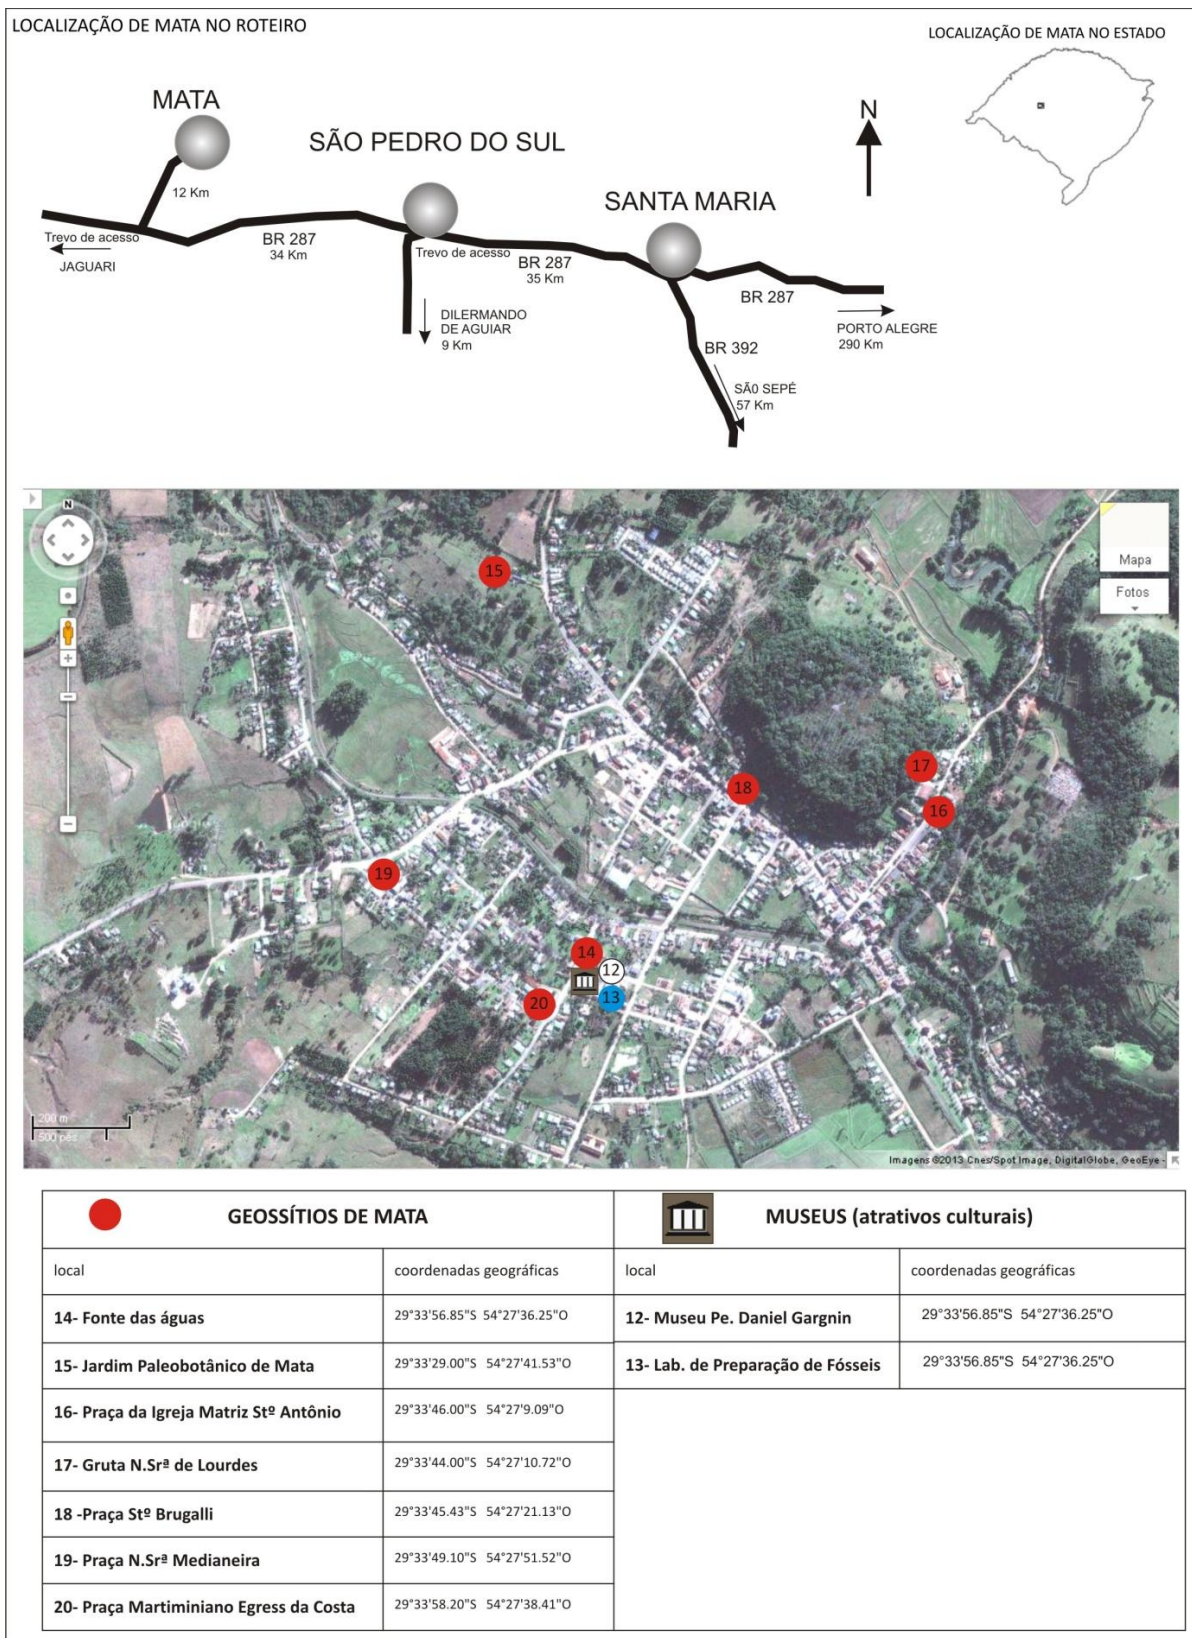 LOCALIZAÇÃO DE MATA NO ROTEIRO
LOCALIZAÇÃO DE MATA NO ESTADO
MATA
SÃO PEDRO DO SUL
SANTA MARIA
N
12 Km
Trevo de acesso
JAGUARI
BR 287
34 Km
Trevo de acesso
BR 287
35 Km
DILERMANDO
DE AGUIAR
9 Km
BR 287
PORTO ALEGRE
290 Km
BR 392
SÃO SEPÉ
57 Km
N
Mapa
Fotos
15
17
16
18
19
14
12
13
20
200 m
500 pés
Imagens ©2013 Cnes/Spot Image, DigitalGlobe, GeoEye -
GEOSSÍTIOS DE MATA
MUSEUS (atrativos culturais)
local
coordenadas geográficas
local
coordenadas geográficas
14- Fonte das águas
29°33'56.85"S 54°27'36.25"O
12- Museu Pe. Daniel Gargnin
29°33'56.85"S 54°27'36.25"O
15- Jardim Paleobotânico de Mata
29°33'29.00"S 54°27'41.53"O
13- Lab. de Preparação de Fósseis
29°33'56.85"S 54°27'36.25"O
16- Praça da Igreja Matriz Stº Antônio
29°33'46.00"S 54°27'9.09"O
17- Gruta N.Srª de Lourdes
29°33'44.00"S 54°27'10.72"O
18 -Praça Stº Brugalli
29°33'45.43"S 54°27'21.13"O
19- Praça N.Srª Medianeira
29°33'49.10"S 54°27'51.52"O
20- Praça Martiminiano Egress da Costa
29°33'58.20"S 54°27'38.41"O